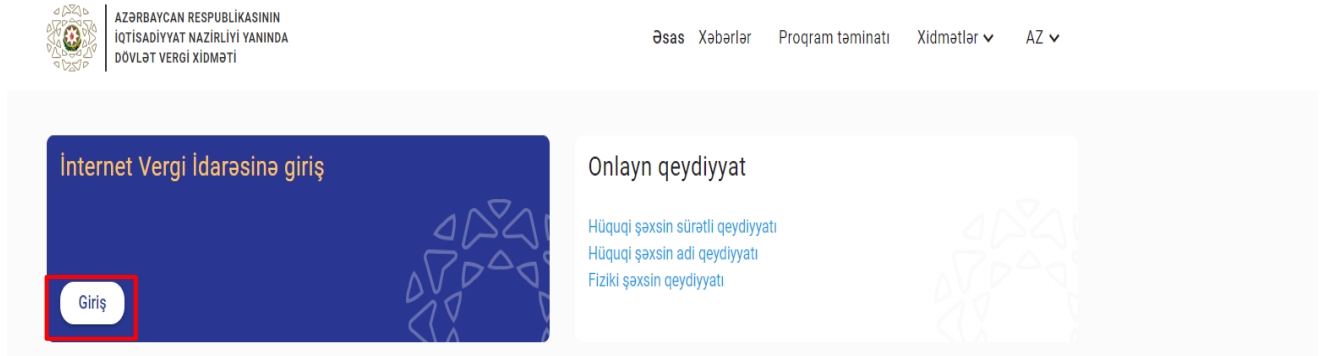 AZƏRBAYCAN RESPUBLİKASININ
İQTİSADİYYAT NAZİRLİYİ YANINDA
DÖVLƏT VERGİ XİDMƏTİ
Əsas Xəbərlər Proqram təminatı Xidmətlər AZ
İnternet Vergi İdarəsinə giriş
Giriş
Onlayn qeydiyyat
Hüquqi şəxsin sürətli qeydiyyatı
Hüquqi şəxsin adi qeydiyyatı
Fiziki şəxsin qeydiyyatı